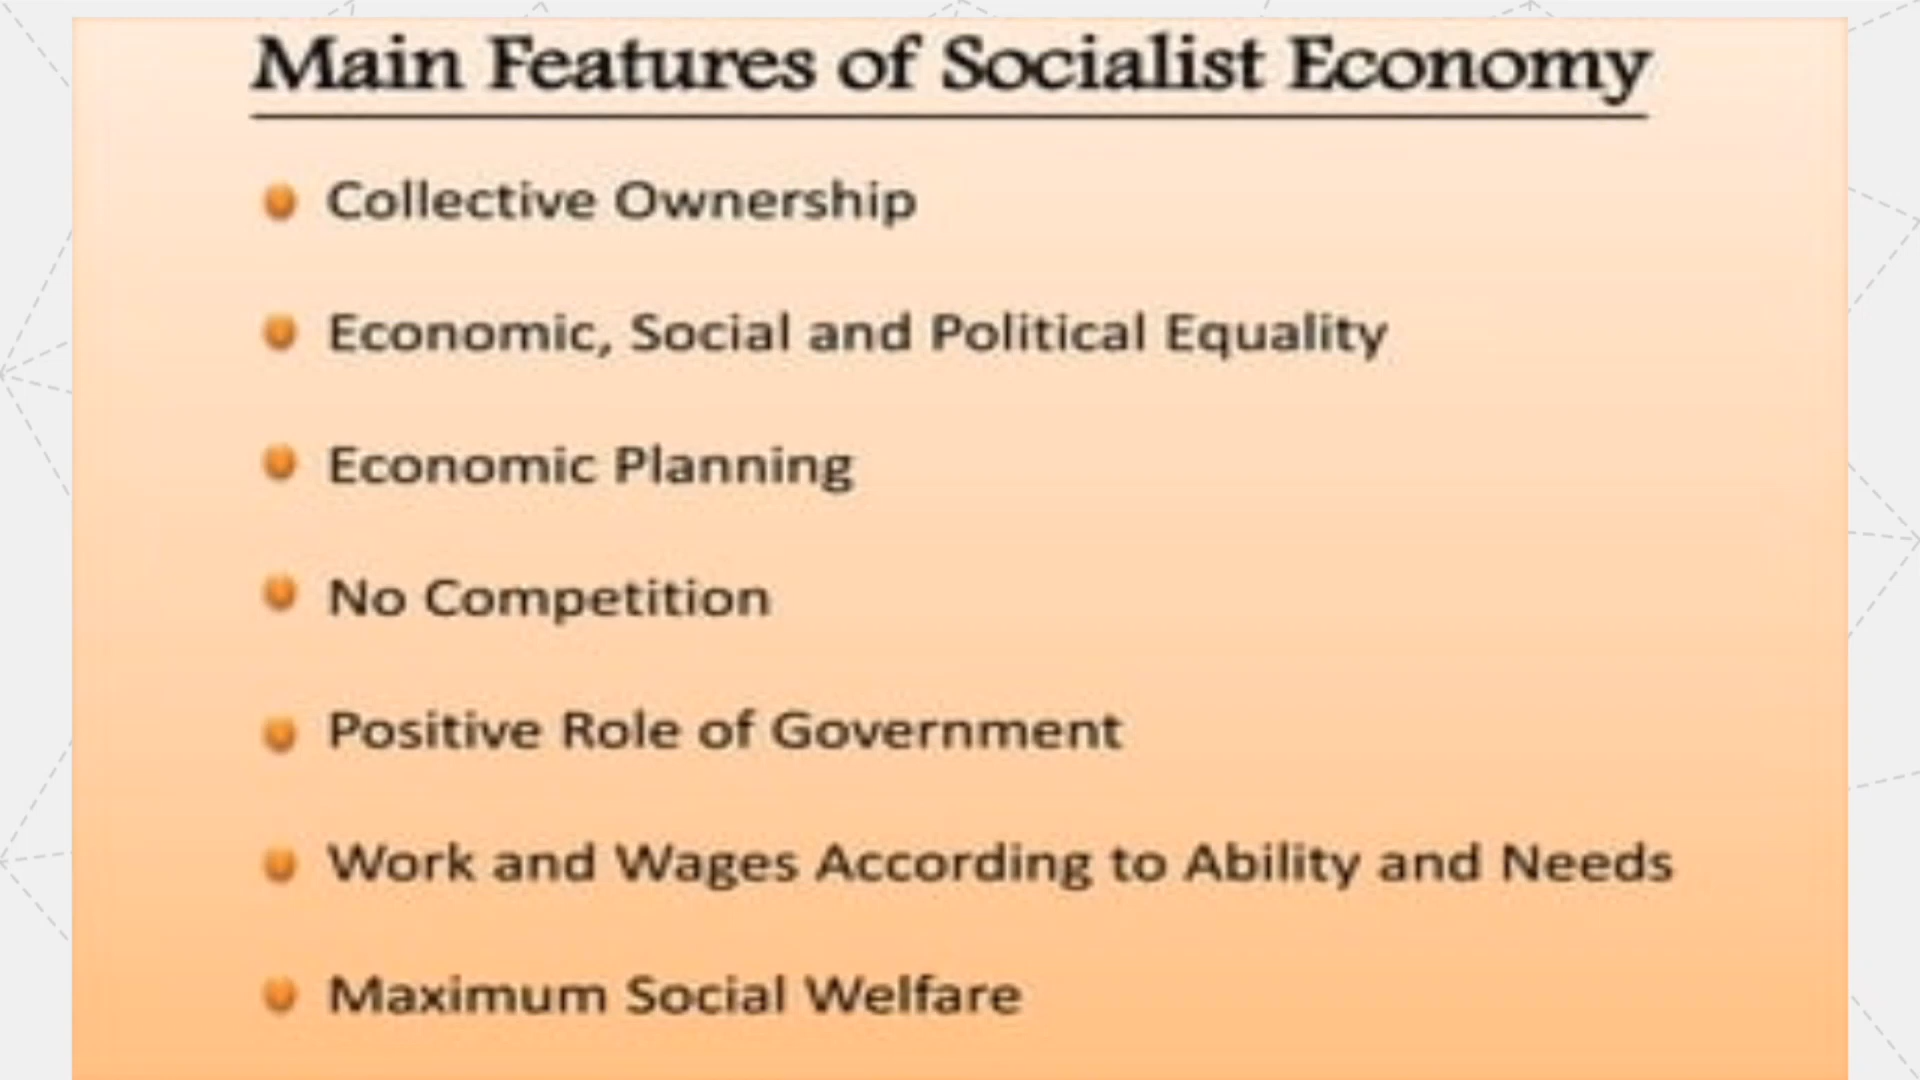 Main Features of Socialist Economy
Collective Ownership
Economic, Social and Political Equality
Economic Planning
No Competition
Positive Role of Government
Work and Wages According to Ability and Needs
Maximum Social Welfare